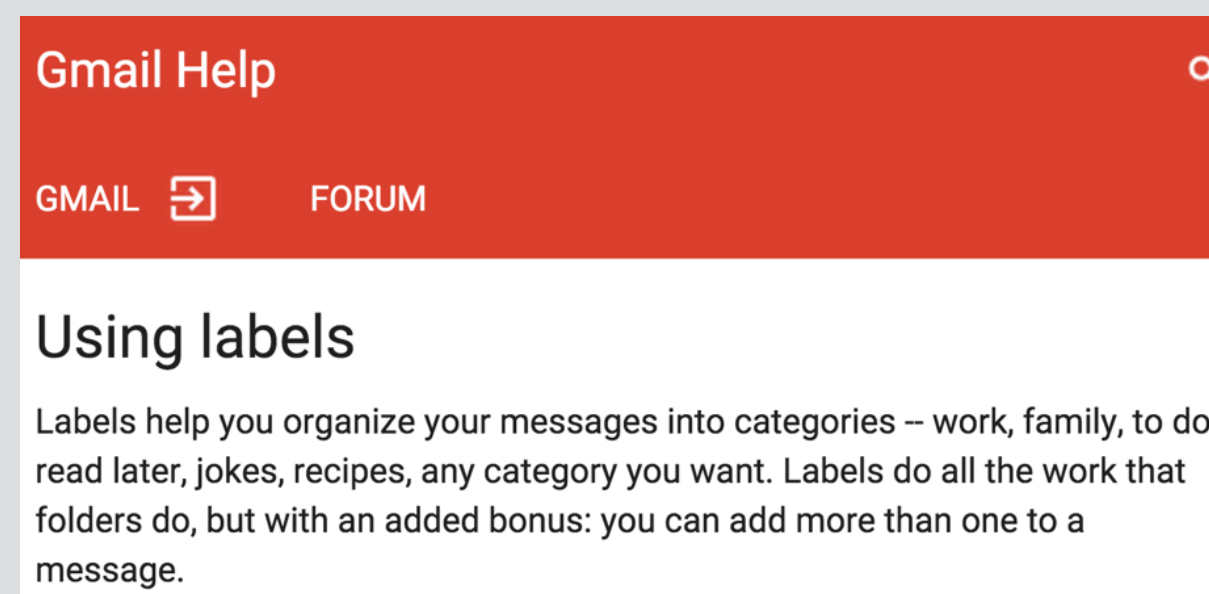 Gmail Help
GMAIL FORUM
Using labels
Labels help you organize your messages into categories -- work, family, to do
read later, jokes, recipes, any category you want. Labels do all the work that
folders do, but with an added bonus: you can add more than one to a
message.